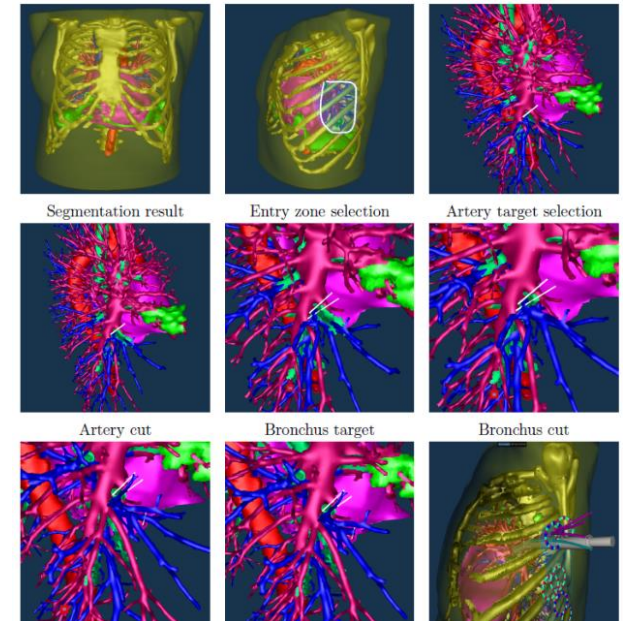 Segmentation result Entry zone selection Artery target selection
Artery cut Bronchus target Bronchus cut